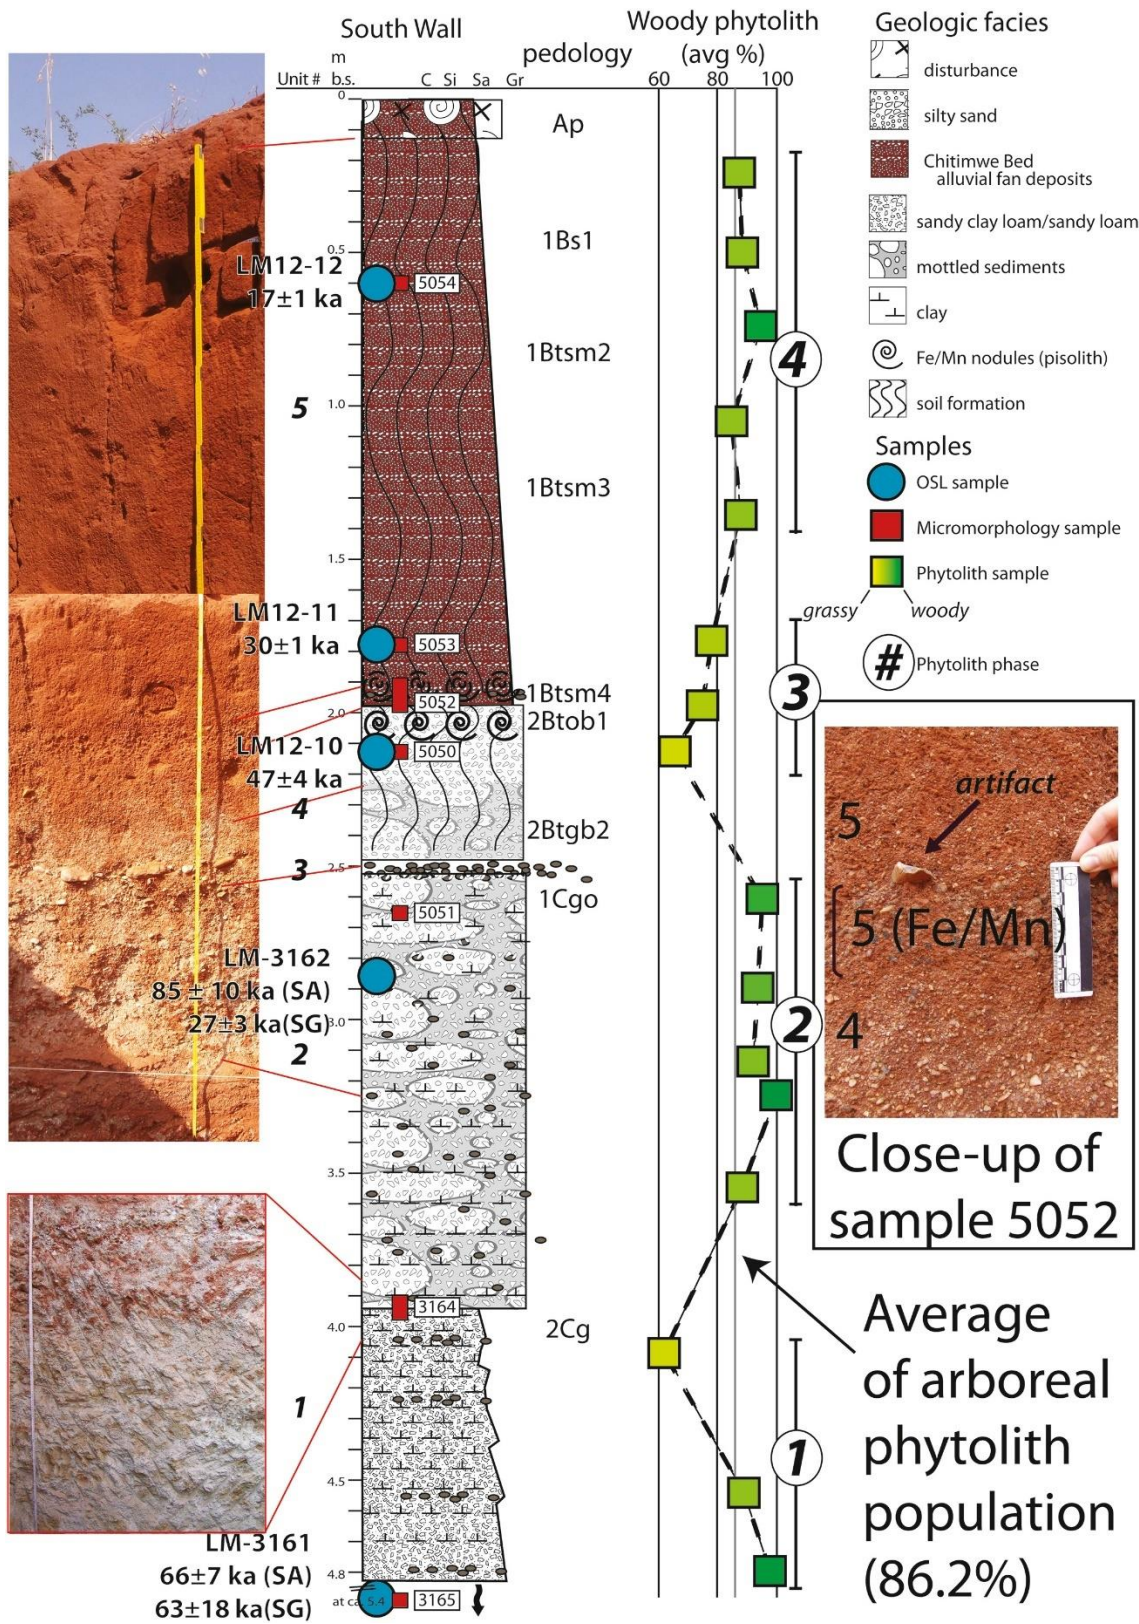 South Wall
pedology
Woody phytolith
(avg %)
Unit #
m
b.s.
C Si Sa Gr
60 80 100
0
0.5
1.0
1.5
2.0
2.5
3.0
3.5
4.0
4.5
4.8
at ca. 5.4
LM12-12
17±1 ka
5
LM12-11
30±1 ka
LM12-10
47±4 ka
4
3
LM-3162
85 ± 10 ka (SA)
27±3 ka(SG)
2
1
LM-3161
66±7 ka (SA)
63±18 ka(SG)
5054
5053
5052
5050
5051
3164
3165
Ap
1Bs1
1Btsm2
1Btsm3
1Btsm4
2Btob1
2Btgb2
1Cgo
2Cg
4
3
2
1
Geologic facies
disturbance
silty sand
Chitimwe Bed
alluvial fan deposits
sandy clay loam/sandy loam
mottled sediments
clay
Fe/Mn nodules (pisolith)
soil formation
Samples
OSL sample
Micromorphology sample
Phytolith sample
grassy woody
# Phytolith phase
artifact
5
5 (Fe/Mn)
4
Close-up of
sample 5052
Average
of arboreal
phytolith
population
(86.2%)